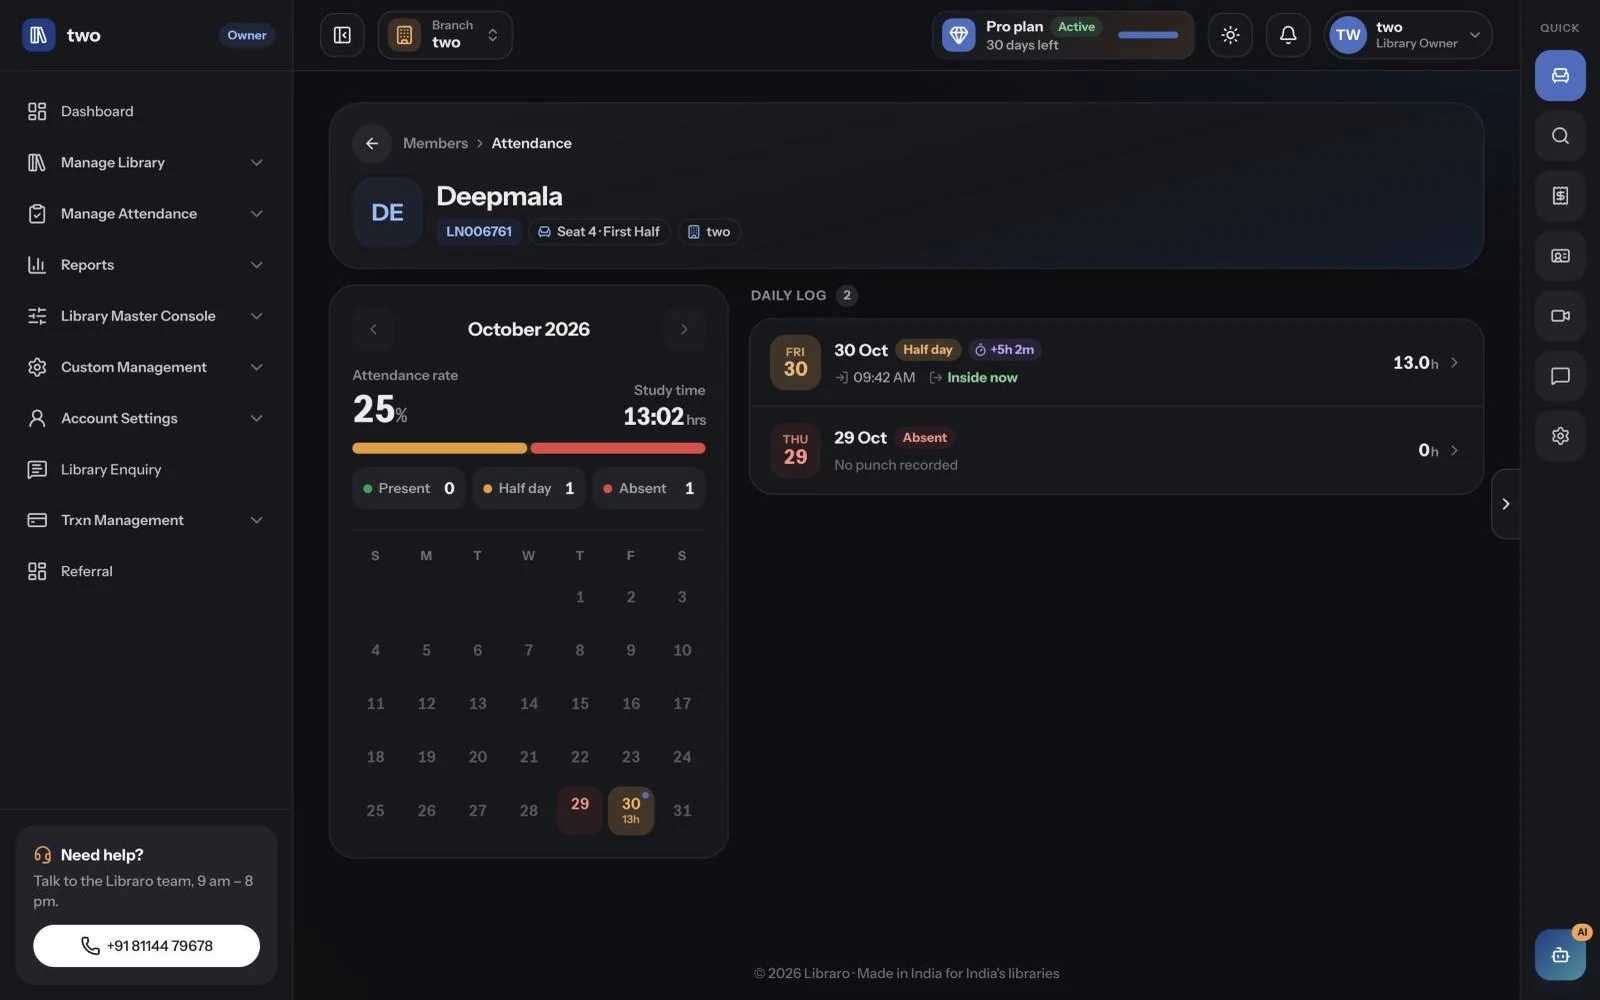 two
Owner
Dashboard
Manage Library
Manage Attendance
Reports
Library Master Console
Custom Management
Account Settings
Library Enquiry
Trxn Management
Referral
Need help?
Talk to the Libraro team, 9 am – 8
pm.
+91 81144 79678
Branch
two
Pro plan Active
30 days left
TW
two
Library Owner
Members > Attendance
DE
Deepmala
LN006761
Seat 4 · First Half
two
October 2026
Attendance rate
25%
Study time
13:02 hrs
Present 0
Half day 1
Absent 1
S M T W T F S
1 2 3
4 5 6 7 8 9 10
11 12 13 14 15 16 17
18 19 20 21 22 23 24
25 26 27 28 29 30 31
13h
DAILY LOG 2
FRI
30
30 Oct Half day +5h 2m
09:42 AM Inside now
13.0h
THU
29
29 Oct Absent
No punch recorded
0h
© 2026 Libraro · Made in India for India's libraries
QUICK
AI